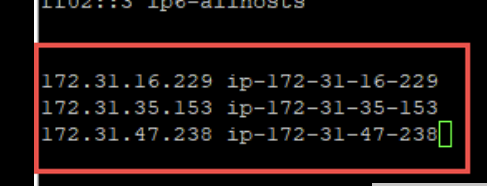 ff02::3 ip6-allhosts
172.31.16.229 ip-172-31-16-229
172.31.35.153 ip-172-31-35-153
172.31.47.238 ip-172-31-47-238